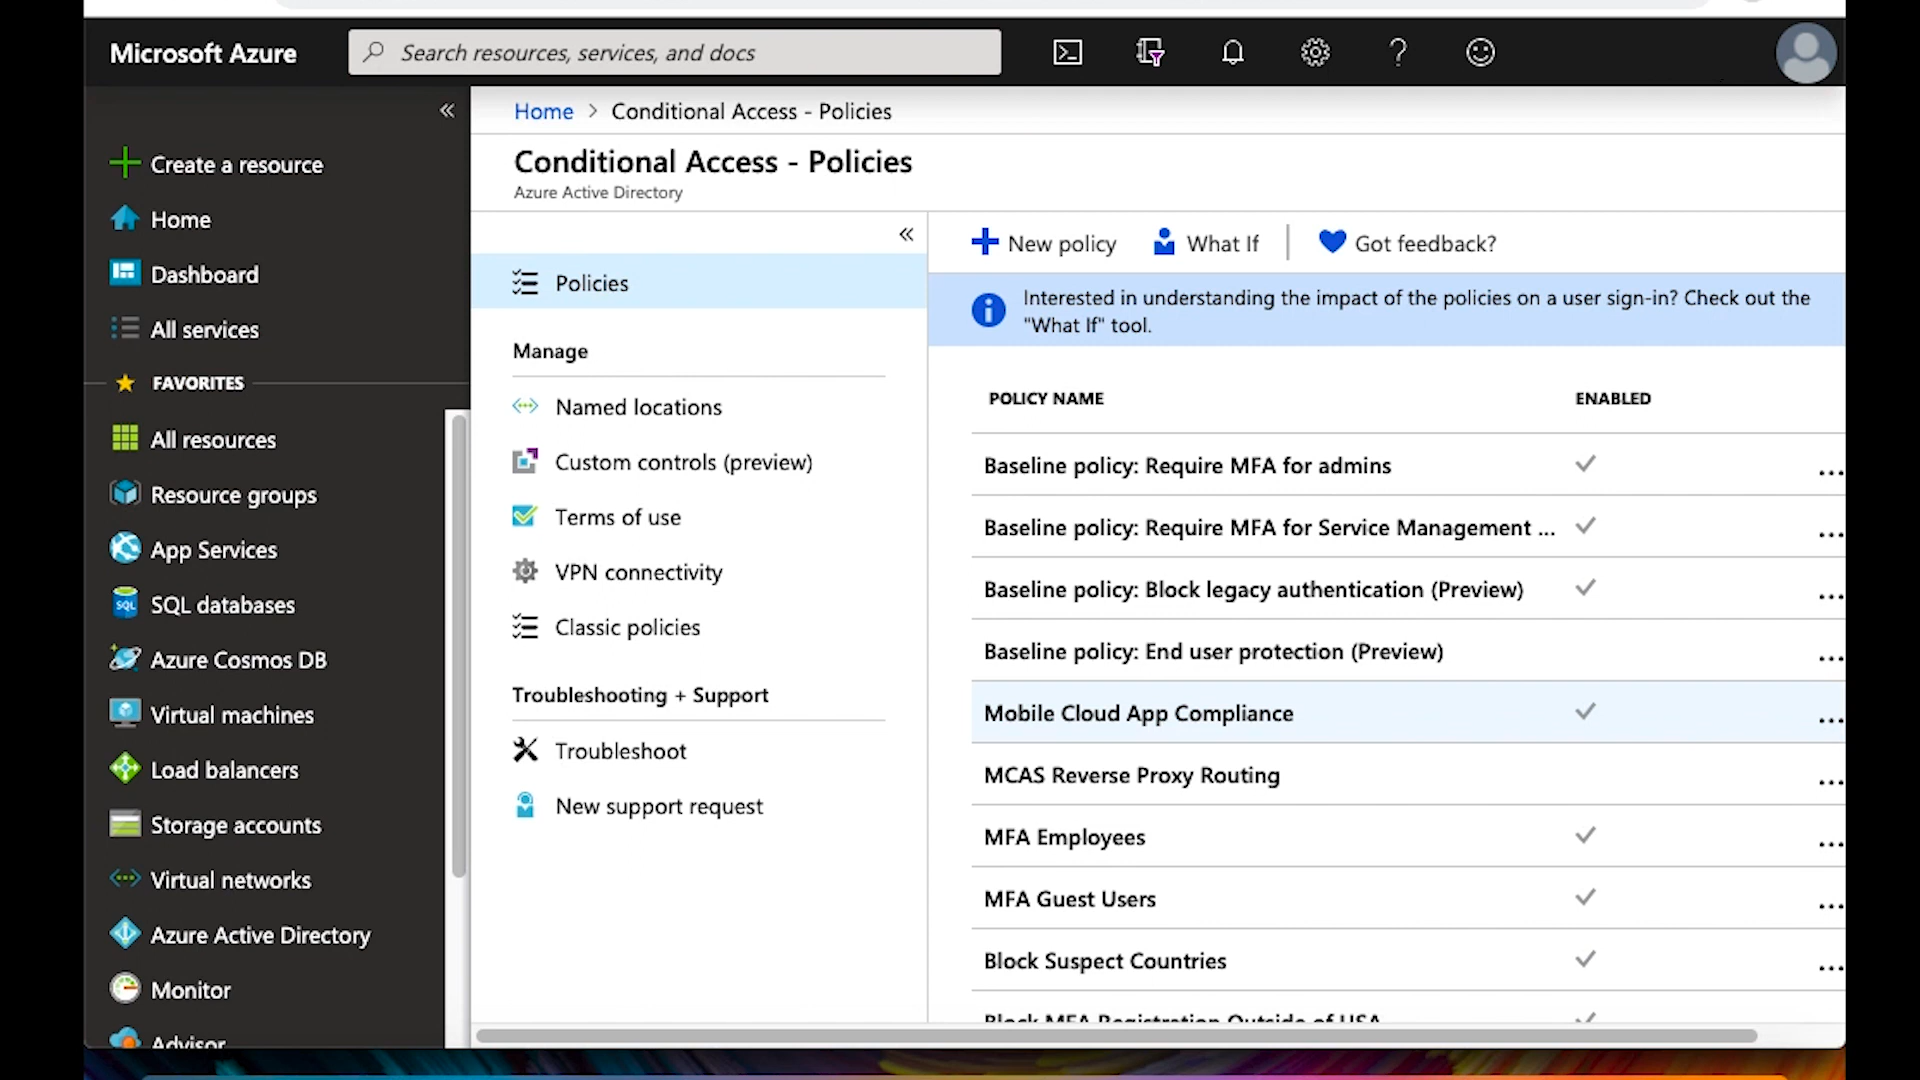 Microsoft Azure
Search resources, services, and docs
Create a resource
Home
Dashboard
All services
FAVORITES
All resources
Resource groups
App Services
SQL databases
Azure Cosmos DB
Virtual machines
Load balancers
Storage accounts
Virtual networks
Azure Active Directory
Monitor
Advisor
Home > Conditional Access - Policies
Conditional Access - Policies
Azure Active Directory
Policies
Manage
Named locations
Custom controls (preview)
Terms of use
VPN connectivity
Classic policies
Troubleshooting + Support
Troubleshoot
New support request
New policy What If Got feedback?
Interested in understanding the impact of the policies on a user sign-in? Check out the
"What If" tool.
POLICY NAME ENABLED
Baseline policy: Require MFA for admins ...
Baseline policy: Require MFA for Service Management ... ...
Baseline policy: Block legacy authentication (Preview) ...
Baseline policy: End user protection (Preview) ...
Mobile Cloud App Compliance ...
MCAS Reverse Proxy Routing ...
MFA Employees ...
MFA Guest Users ...
Block Suspect Countries ...
Block MFA Registration Outside of USA